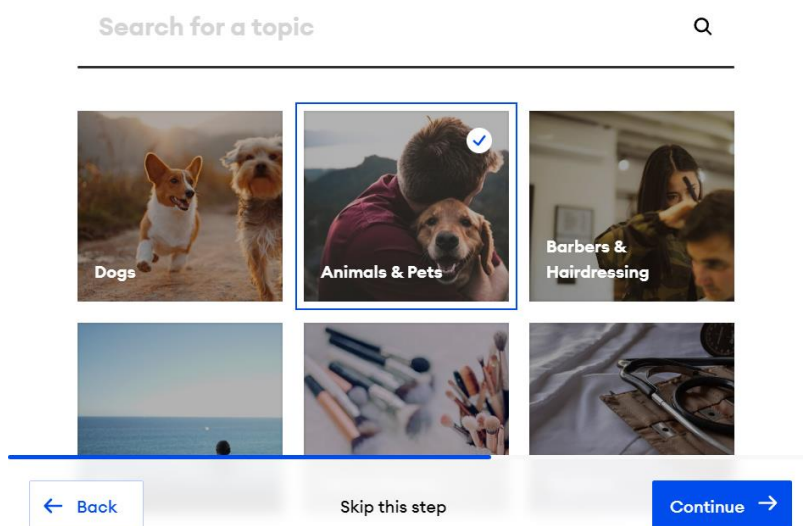 Search for a topic
Dogs
Animals & Pets
Barbers &
Hairdressing
Back
Skip this step
Continue